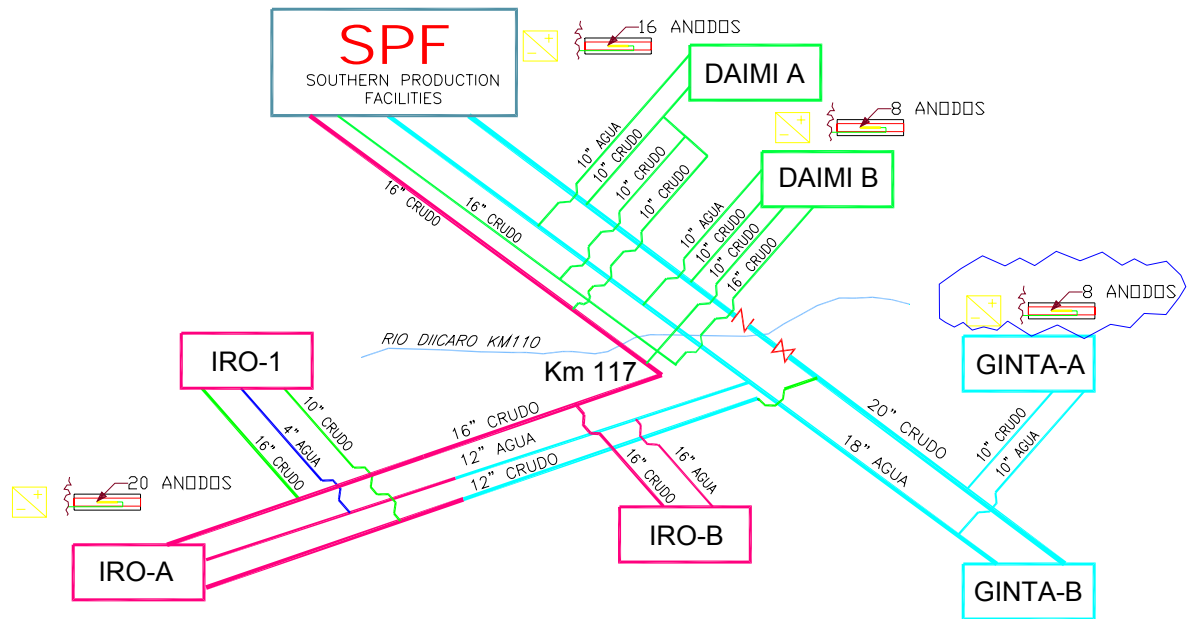 SPF
SOUTHERN PRODUCTION
FACILITIES
16 ANODOS
DAIMI A
8 ANODOS
DAIMI B
10" AGUA
10" CRUDO
10" CRUDO
10" CRUDO
16" CRUDO
16" CRUDO
10" AGUA
10" CRUDO
10" CRUDO
16" CRUDO
8 ANODOS
GINTA-A
RIO DIICARO KM110
Km 117
IRO-1
16" CRUDO
4" AGUA
10" CRUDO
16" CRUDO
12" AGUA
12" CRUDO
20" CRUDO
18" AGUA
10" CRUDO
10" AGUA
16" CRUDO
16" AGUA
20 ANODOS
IRO-A
IRO-B
GINTA-B